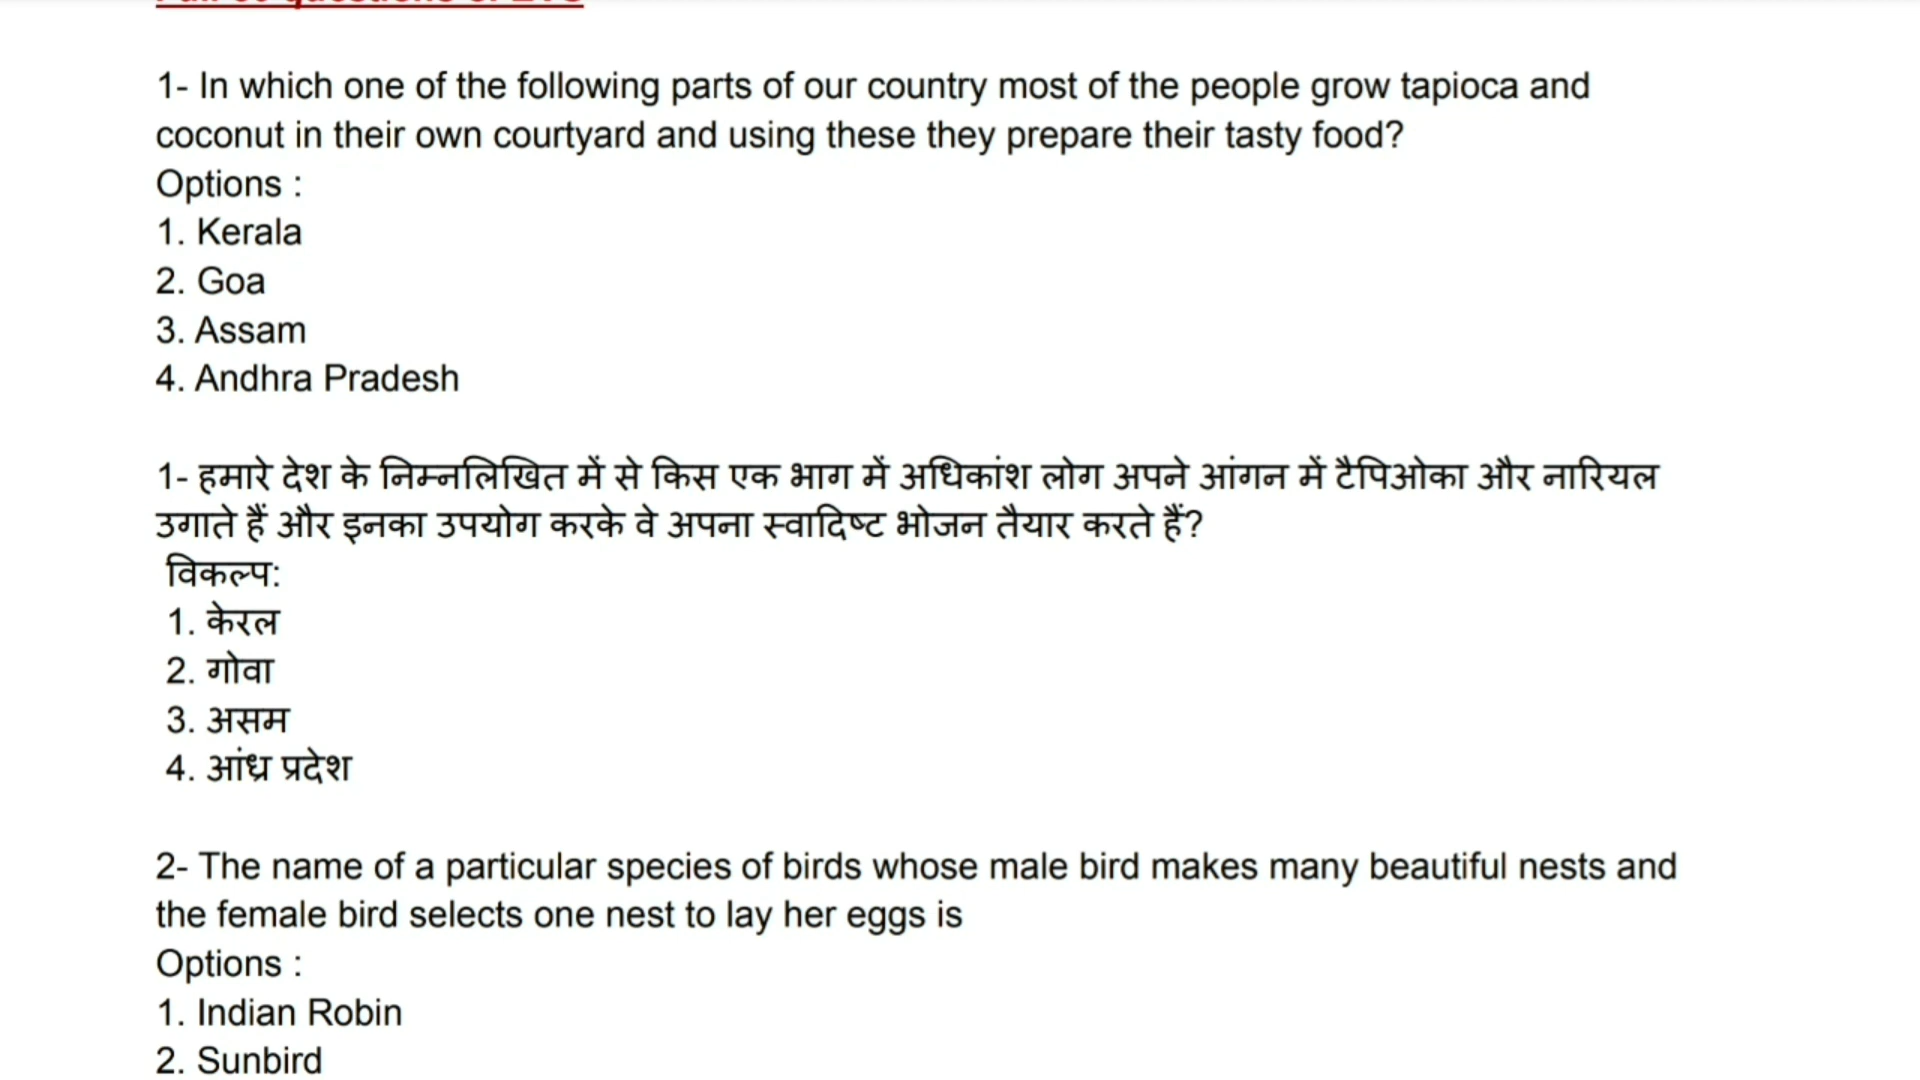 1- In which one of the following parts of our country most of the people grow tapioca and
coconut in their own courtyard and using these they prepare their tasty food?
Options :
1. Kerala
2. Goa
3. Assam
4. Andhra Pradesh
1- हमारे देश के निम्नलिखित में से किस एक भाग में अधिकांश लोग अपने आंगन में टैपिओका और नारियल
उगाते हैं और इनका उपयोग करके वे अपना स्वादिष्ट भोजन तैयार करते हैं?
विकल्प:
1. केरल
2. गोवा
3. असम
4. आंध्र प्रदेश
2- The name of a particular species of birds whose male bird makes many beautiful nests and
the female bird selects one nest to lay her eggs is
Options :
1. Indian Robin
2. Sunbird